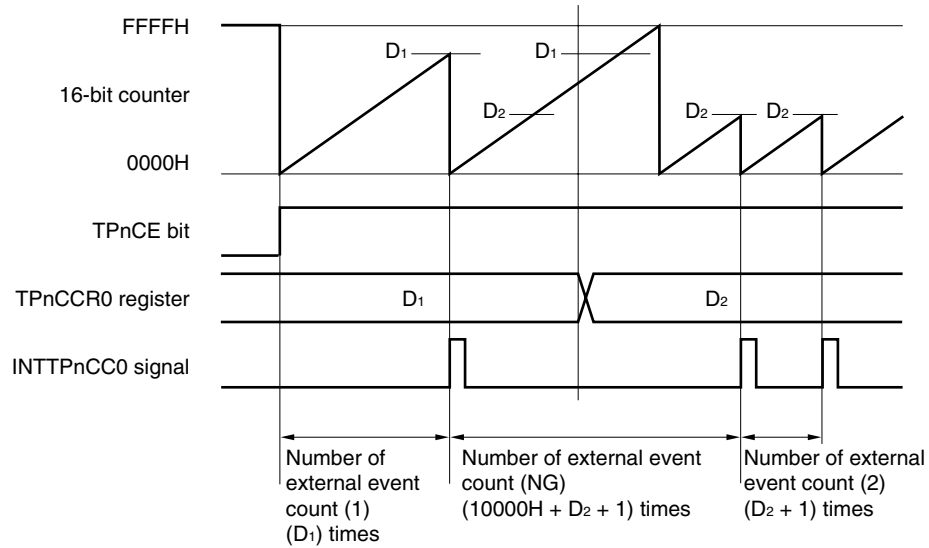 FFFFH
D1
D1
16-bit counter
D2
D2
D2
0000H
TPnCE bit
TPnCCR0 register
D1
D2
INTTPnCC0 signal
Number of
external event
count (1)
(D1) times
Number of external event
count (NG)
(10000H + D2 + 1) times
Number of external
event count (2)
(D2 + 1) times